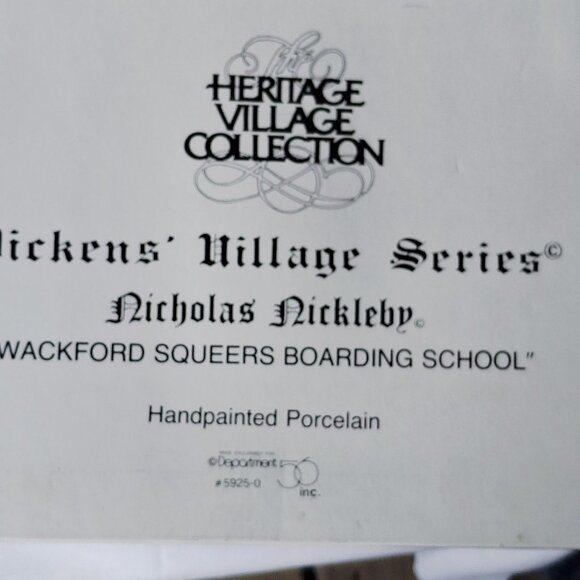 The
HERITAGE
VILLAGE
COLLECTION
ickens' Village Series©
Nicholas Nickleby©
WACKFORD SQUEERS BOARDING SCHOOL"
Handpainted Porcelain
©Department 56
#5925-0 inc.